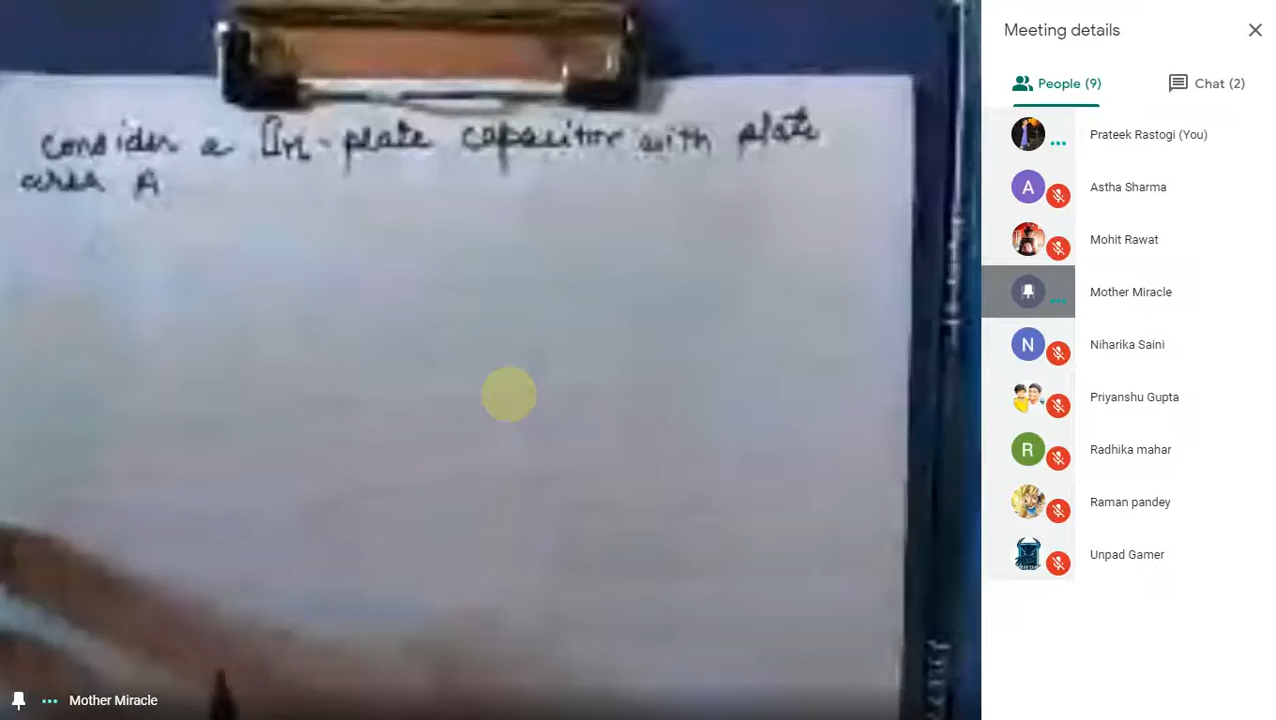 consider a ||el-plate capacitor with plate
area A
Mother Miracle
Meeting details
People (9)
Chat (2)
Prateek Rastogi (You)
A
Astha Sharma
Mohit Rawat
Mother Miracle
N
Niharika Saini
Priyanshu Gupta
R
Radhika mahar
Raman pandey
Unpad Gamer